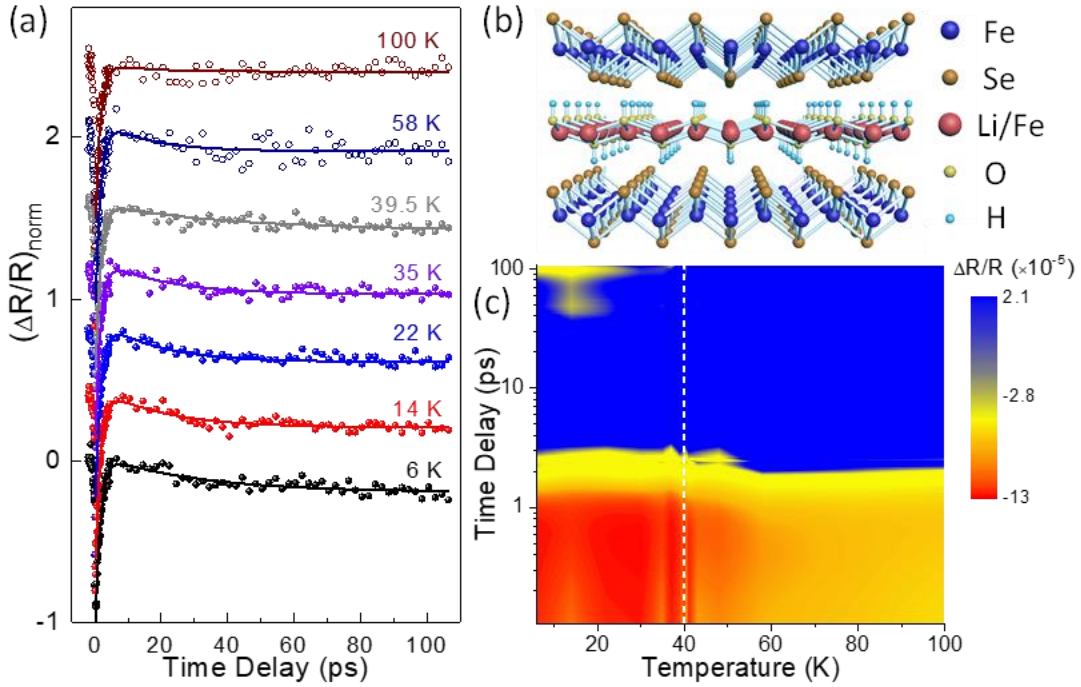 (a)
100 K
58 K
39.5 K
35 K
22 K
14 K
6 K
2
1
0
-1
(ΔR/R)norm
0 20 40 60 80 100
Time Delay (ps)
(b)
Fe
Se
Li/Fe
O
H
(c)
100
10
1
Time Delay (ps)
20 40 60 80 100
Temperature (K)
ΔR/R (×10⁻⁵)
2.1
-2.8
-13